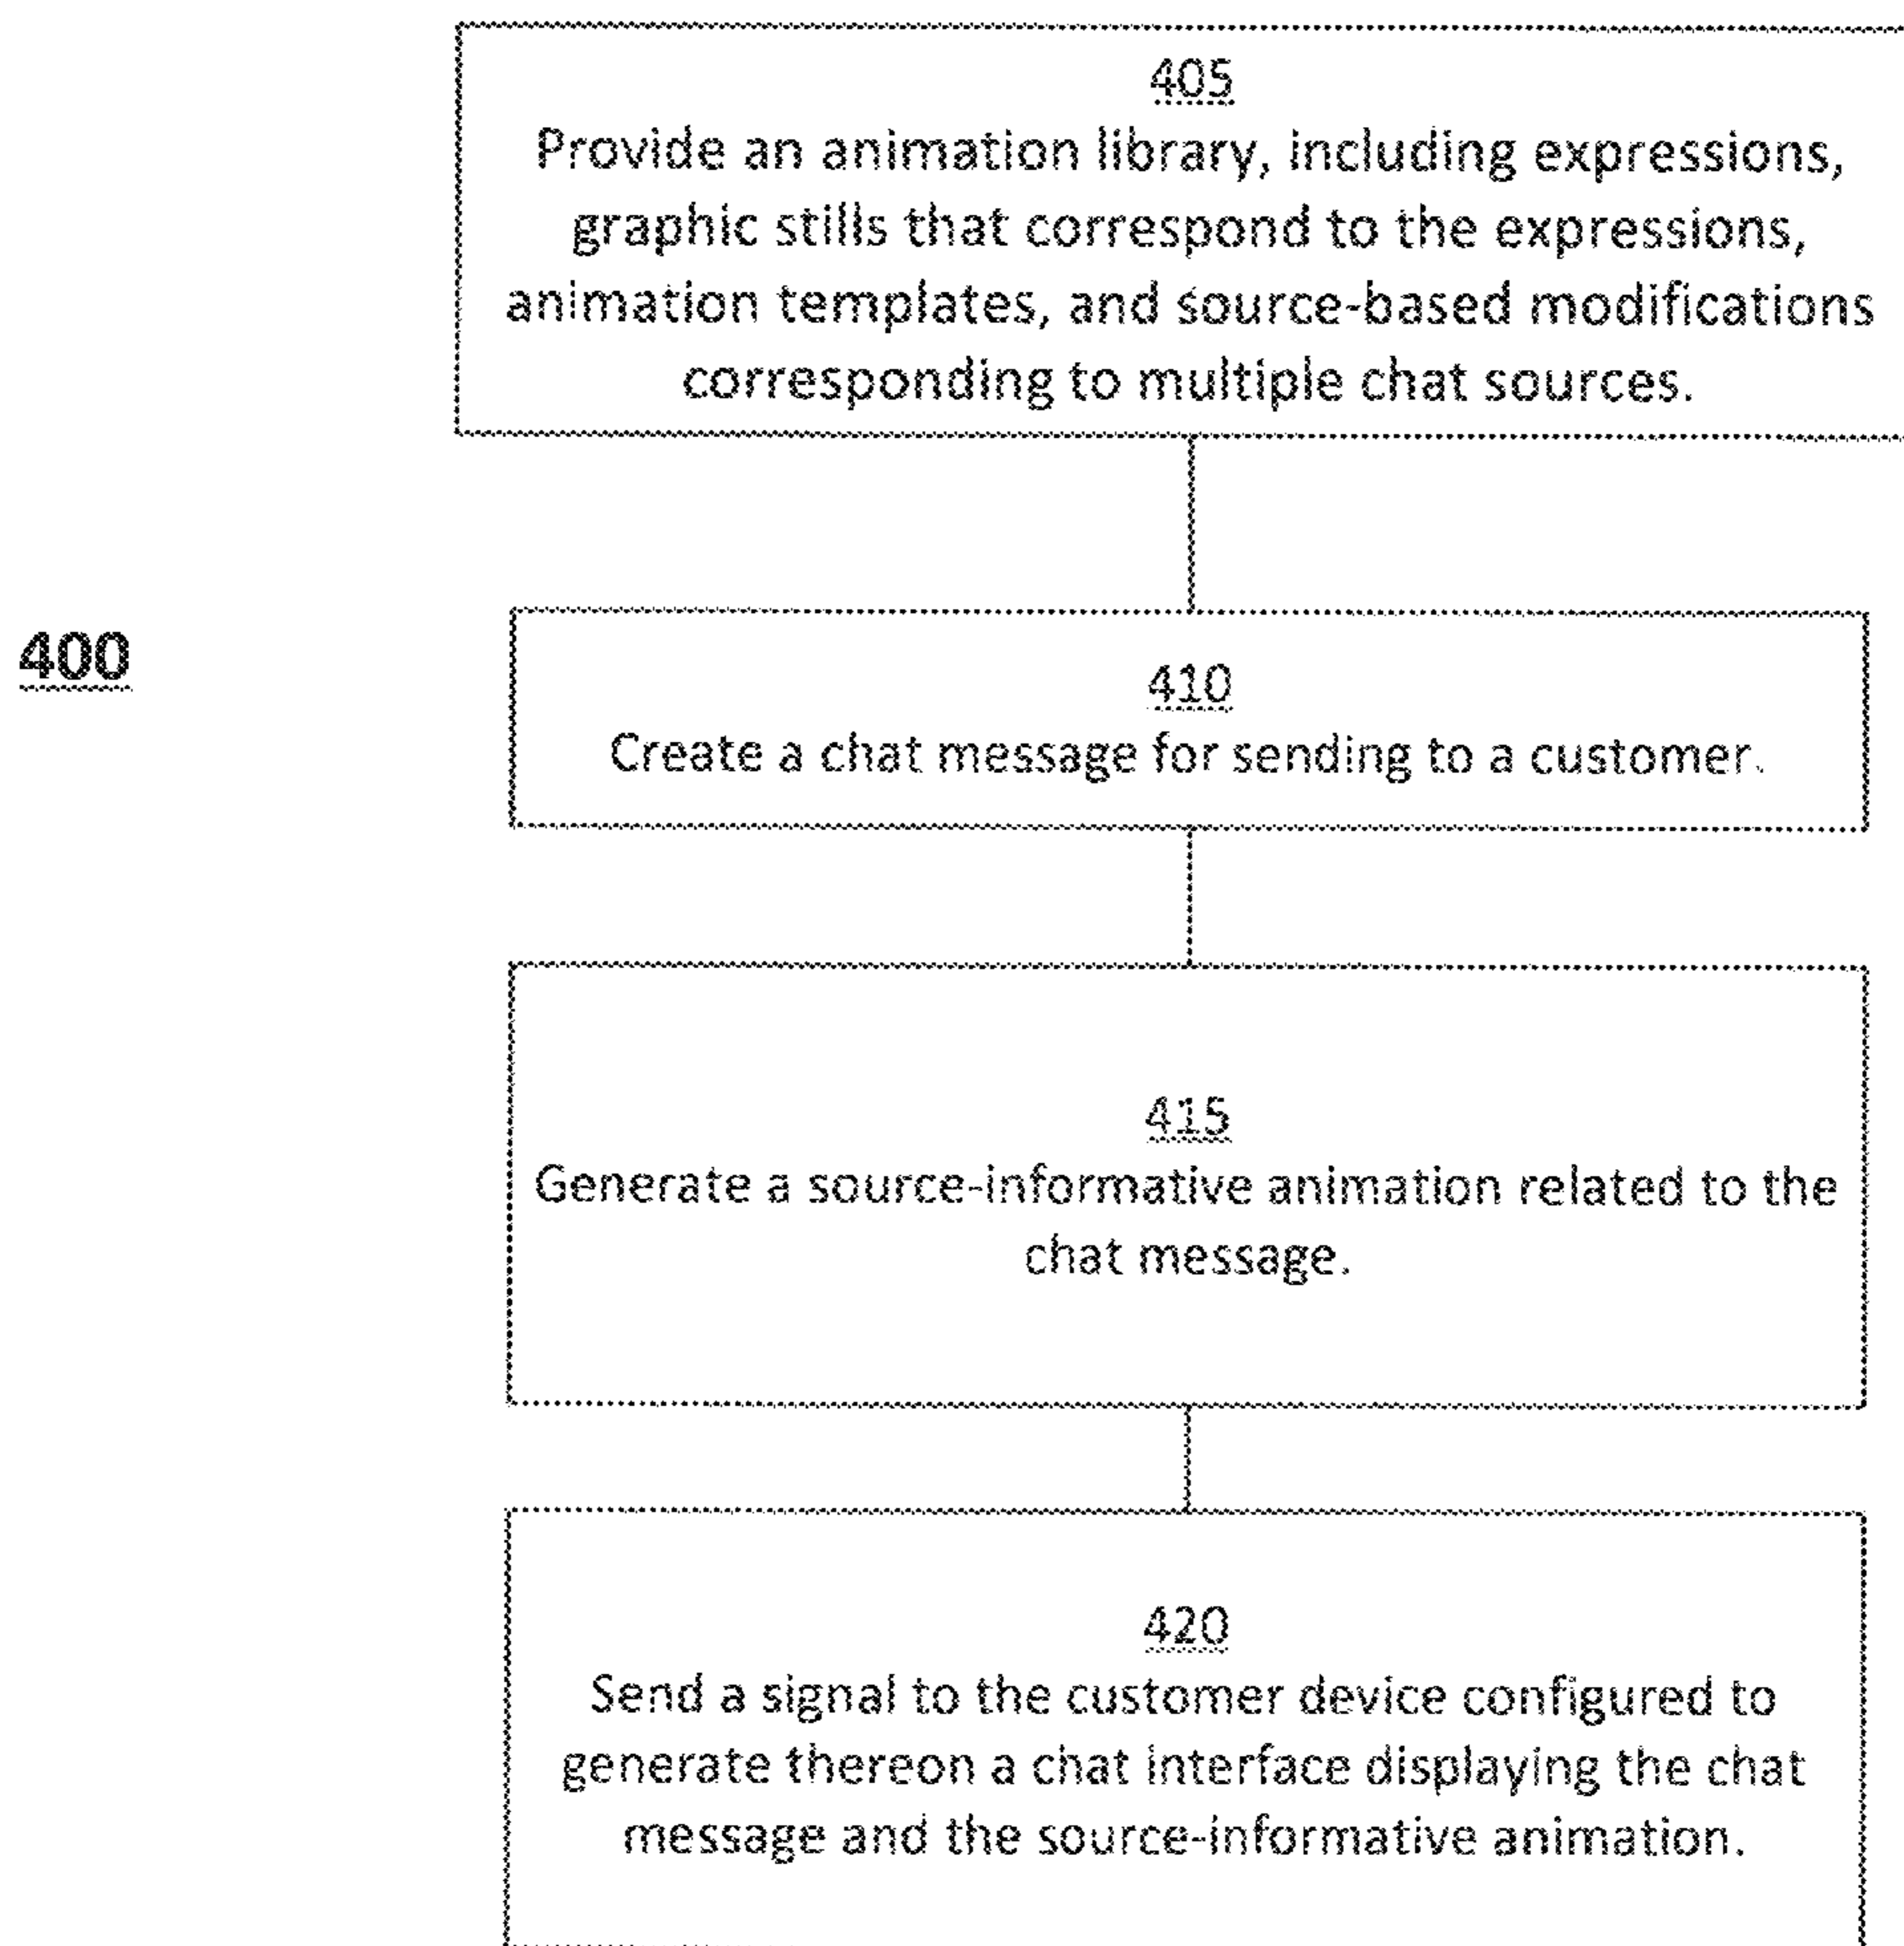 405
Provide an animation library, including expressions,
graphic stills that correspond to the expressions,
animation templates, and source-based modifications
corresponding to multiple chat sources.
400
410
Create a chat message for sending to a customer.
415
Generate a source-informative animation related to the
chat message.
420
Send a signal to the customer device configured to
generate thereon a chat interface displaying the chat
message and the source-informative animation.